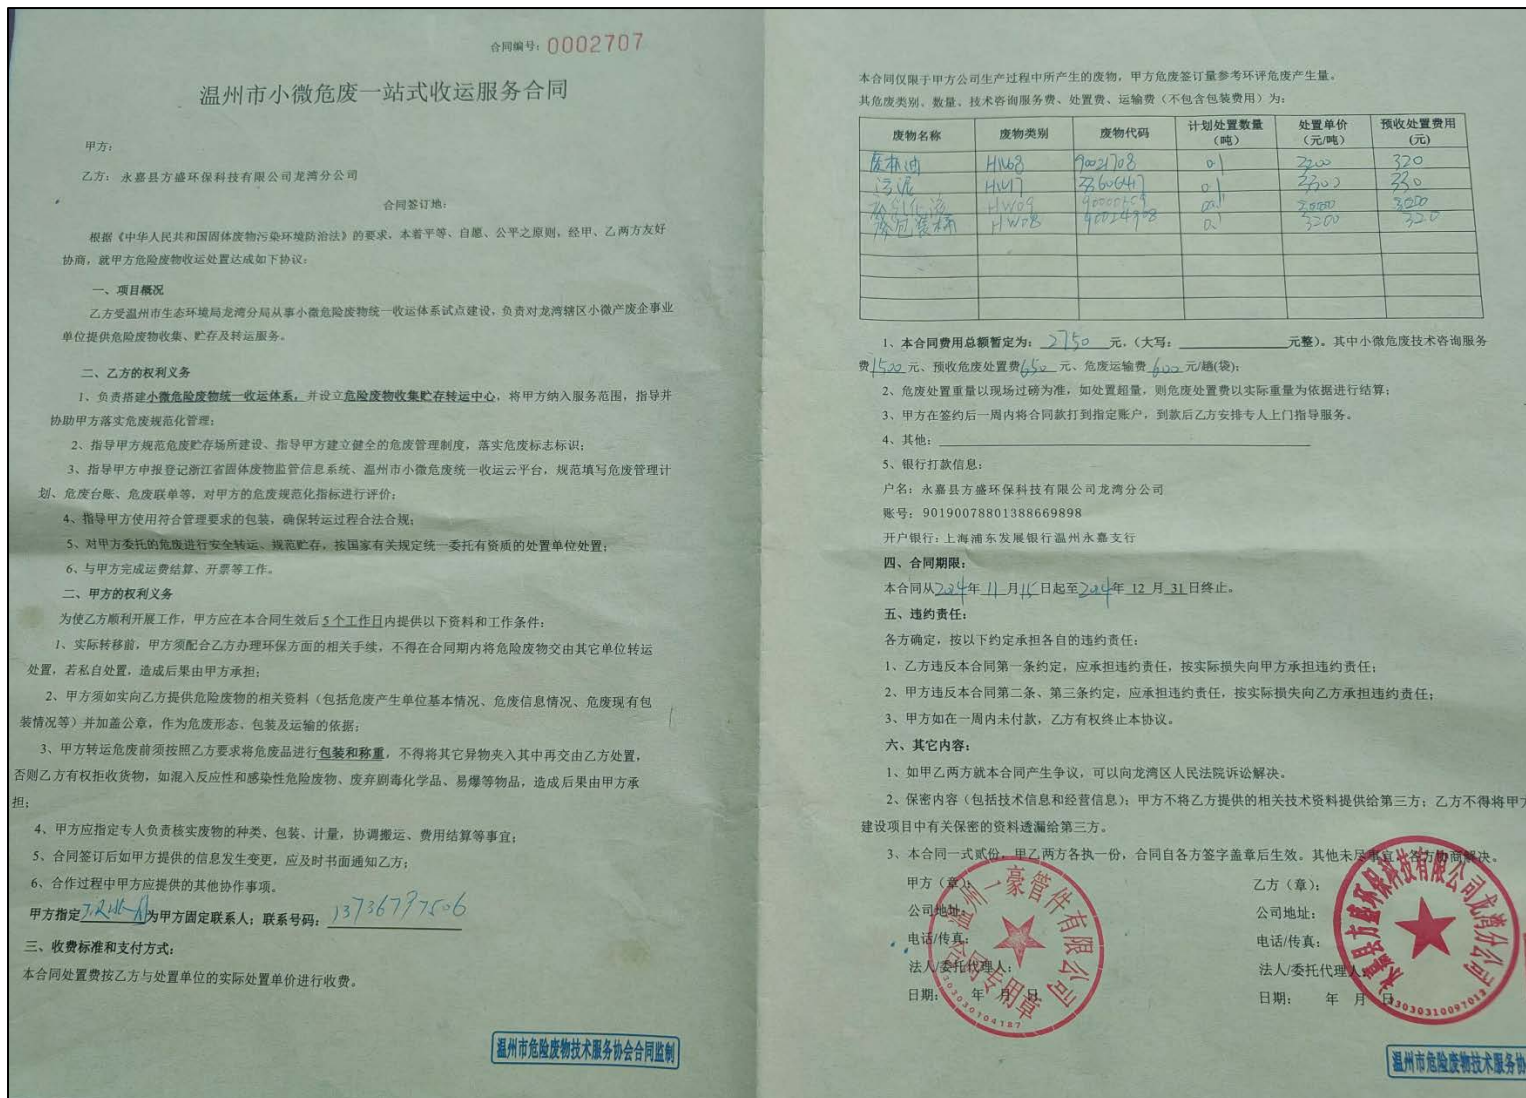 合同编号：0002707
温州市小微危废一站式收运服务合同
甲方：
乙方：永嘉县方盛环保科技有限公司龙湾分公司
合同签订地：
根据《中华人民共和国固体废物污染环境防治法》的要求，本着平等、自愿、公平之原则，经甲、乙两方友好
协商，就甲方危险废物收运处置达成如下协议：
一、项目概况
乙方受温州市生态环境局龙湾分局从事小微危险废物统一收运体系试点建设，负责对龙湾辖区小微产废企事业
单位提供危险废物收集、贮存及转运服务。
二、乙方的权利义务
1、负责搭建小微危险废物统一收运体系，并设立危险废物收集贮存转运中心，将甲方纳入服务范围，指导并
协助甲方落实危废规范化管理；
2、指导甲方规范危废贮存场所建设、指导甲方建立健全的危废管理制度，落实危废标志标识；
3、指导甲方申报登记浙江省固体废物监管信息系统、温州市小微危废统一收运云平台，规范填写危废管理计
划、危废台账、危废联单等，对甲方的危废规范化指标进行评价；
4、指导甲方使用符合管理要求的包装，确保转运过程合法合规；
5、对甲方委托的危废进行安全转运、规范贮存，按国家有关规定统一委托有资质的处置单位处置；
6、与甲方完成运费结算、开票等工作。
二、甲方的权利义务
为使乙方顺利开展工作，甲方应在本合同生效后5个工作日内提供以下资料和工作条件：
1、实际转移前，甲方须配合乙方办理环保方面的相关手续，不得在合同期内将危险废物交由其它单位转运
处置，若私自处置，造成后果由甲方承担；
2、甲方须如实向乙方提供危险废物的相关资料（包括危废产生单位基本情况、危废信息情况、危废现有包
装情况等）并加盖公章，作为危废形态、包装及运输的依据；
3、甲方转运危废前须按照乙方要求将危废品进行包装和称重，不得将其它异物夹入其中再交由乙方处置，
否则乙方有权拒收货物，如混入反应性和感染性危险废物、废弃剧毒化学品、易爆等物品，造成后果由甲方承
担；
4、甲方应指定专人负责核实废物的种类、包装、计量，协调搬运、费用结算等事宜；
5、合同签订后如甲方提供的信息发生变更，应及时书面通知乙方；
6、合作过程中甲方应提供的其他协作事项。
甲方指定 为甲方固定联系人；联系号码：13736797506
三、收费标准和支付方式：
本合同处置费按乙方与处置单位的实际处置单价进行收费。
温州市危险废物技术服务协会合同监制
本合同仅限于甲方公司生产过程中所产生的废物，甲方危废签订量参考环评危废产生量。
其危废类别、数量、技术咨询服务费、处置费、运输费（不包含包装费用）为：
废物名称 废物类别 废物代码 计划处置数量（吨） 处置单价（元/吨） 预收处置费用（元）
废机油 HW08 90021708 0.1 3200 320
污泥 HW17 33606417 0.1 3300 330
HW09 90000609
废包装桶 HW08 90024908 0.1 3200 320
1、本合同费用总额暂定为：2750元，（大写： 元整）。其中小微危废技术咨询服务
费1500元、预收危废处置费650元、危废运输费600元/趟(袋)；
2、危废处置重量以现场过磅为准，如处置超量，则危废处置费以实际重量为依据进行结算；
3、甲方在签约后一周内将合同款打到指定账户，到款后乙方安排专人上门指导服务。
4、其他：
5、银行打款信息：
户名：永嘉县方盛环保科技有限公司龙湾分公司
账号：90190078801388669898
开户银行：上海浦东发展银行温州永嘉支行
四、合同期限：
本合同从2024年11月15日起至2024年12月31日终止。
五、违约责任：
各方确定，按以下约定承担各自的违约责任：
1、乙方违反本合同第一条约定，应承担违约责任，按实际损失向甲方承担违约责任；
2、甲方违反本合同第二条、第三条约定，应承担违约责任，按实际损失向乙方承担违约责任；
3、甲方如在一周内未付款，乙方有权终止本协议。
六、其它内容：
1、如甲乙两方就本合同产生争议，可以向龙湾区人民法院诉讼解决。
2、保密内容（包括技术信息和经营信息）：甲方不将乙方提供的相关技术资料提供给第三方；乙方不得将甲方
建设项目中有关保密的资料透漏给第三方。
3、本合同一式贰份，甲乙两方各执一份，合同自各方签字盖章后生效。其他未尽事宜，各方协商解决。
甲方（章）： 乙方（章）：
公司地址： 公司地址：
电话/传真： 电话/传真：
法人/委托代理人： 法人/委托代理人：
日期： 年 月 日 日期： 年 月 日
温州一豪管件有限公司
合同专用章
3303030104187
永嘉县方盛环保科技有限公司龙湾分公司
33030310097012
温州市危险废物技术服务协